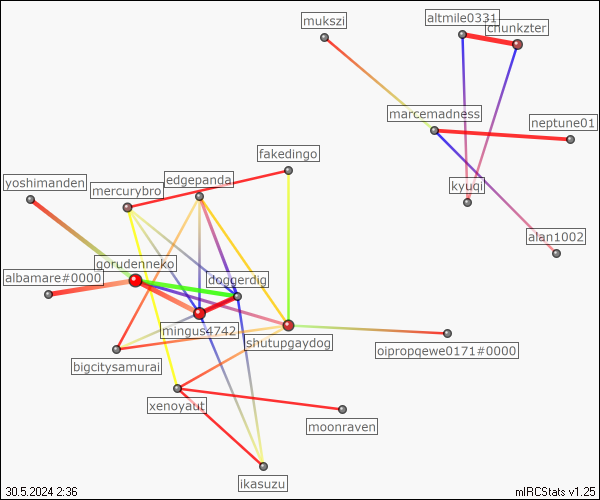 mukszi
altmile0331
chunkzter
marcemadness
neptune01
fakedingo
edgepanda
yoshimanden
mercurybro
kyuqi
alan1002
gorudenneko
albamare#0000
doggerdig
mingus4742
shutupgaydog
oipropqewe0171#0000
bigcitysamurai
xenoyaut
moonraven
ikasuzu
30.5.2024 2:36
mIRCStats v1.25